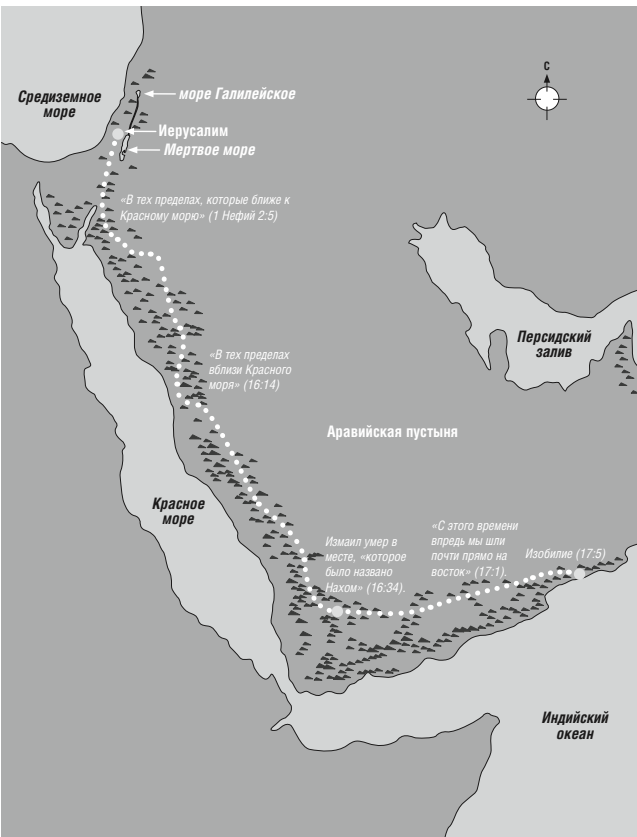 С
Средиземное
море
море Галилейское
Иерусалим
Мертвое море
«В тех пределах, которые ближе к
Красному морю» (1 Нефий 2:5)
Персидский
залив
«В тех пределах
вблизи Красного
моря» (16:14)
Аравийская пустыня
Красное
море
Измаил умер в
месте, «которое
было названо
Нахом» (16:34).
«С этого времени
впредь мы шли
почти прямо на
восток» (17:1).
Изобилие (17:5)
Индийский
океан